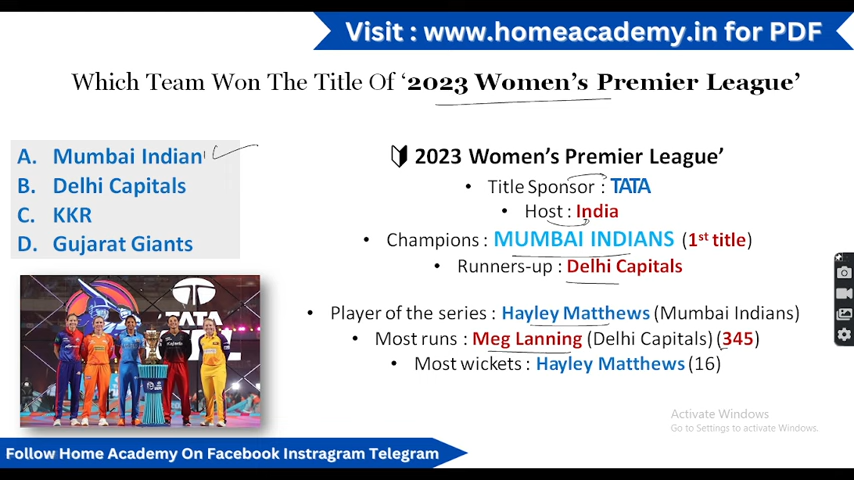 Visit : www.homeacademy.in for PDF
Which Team Won The Title Of ‘2023 Women’s Premier League’
A. Mumbai Indian
B. Delhi Capitals
C. KKR
D. Gujarat Giants
🔰 2023 Women’s Premier League’
• Title Sponsor : TATA
• Host : India
• Champions : MUMBAI INDIANS (1st title)
• Runners-up : Delhi Capitals
• Player of the series : Hayley Matthews (Mumbai Indians)
• Most runs : Meg Lanning (Delhi Capitals) (345)
• Most wickets : Hayley Matthews (16)
TATA
Activate Windows
Go to Settings to activate Windows.
Follow Home Academy On Facebook Instragram Telegram